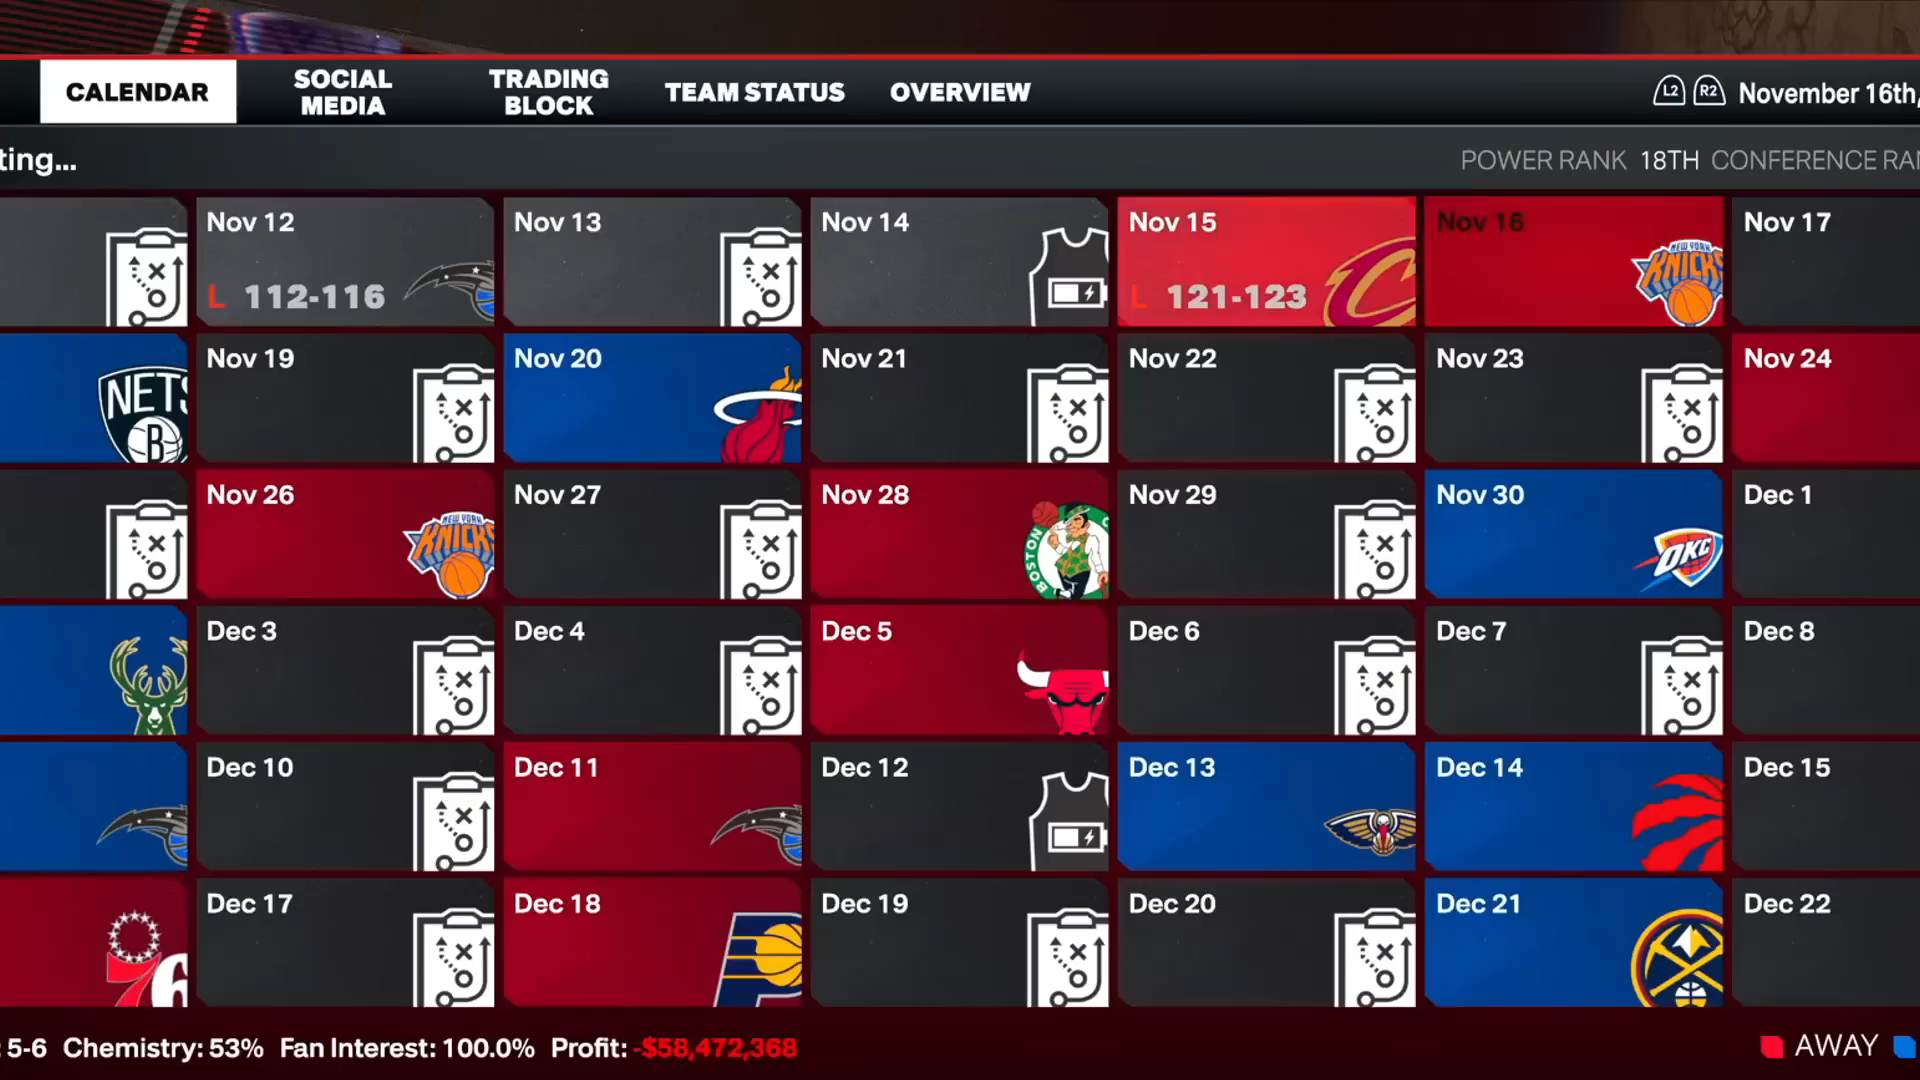 CALENDAR
SOCIAL
MEDIA
TRADING
BLOCK
TEAM STATUS
OVERVIEW
L2 R2 November 16th,
ting...
POWER RANK 18TH CONFERENCE RAN
Nov 12
L 112-116
Nov 13
Nov 14
Nov 15
L 121-123
Nov 16
NEW YORK
KNICKS
Nov 17
NETS
B
Nov 19
Nov 20
Nov 21
Nov 22
Nov 23
Nov 24
Nov 26
NEW YORK
KNICKS
Nov 27
Nov 28
BOSTON C
Nov 29
Nov 30
OKC
Dec 1
Dec 3
Dec 4
Dec 5
Dec 6
Dec 7
Dec 8
Dec 10
Dec 11
Dec 12
Dec 13
Dec 14
Dec 15
76
Dec 17
Dec 18
Dec 19
Dec 20
Dec 21
Dec 22
: 5-6 Chemistry: 53% Fan Interest: 100.0% Profit: -$58,472,368
AWAY